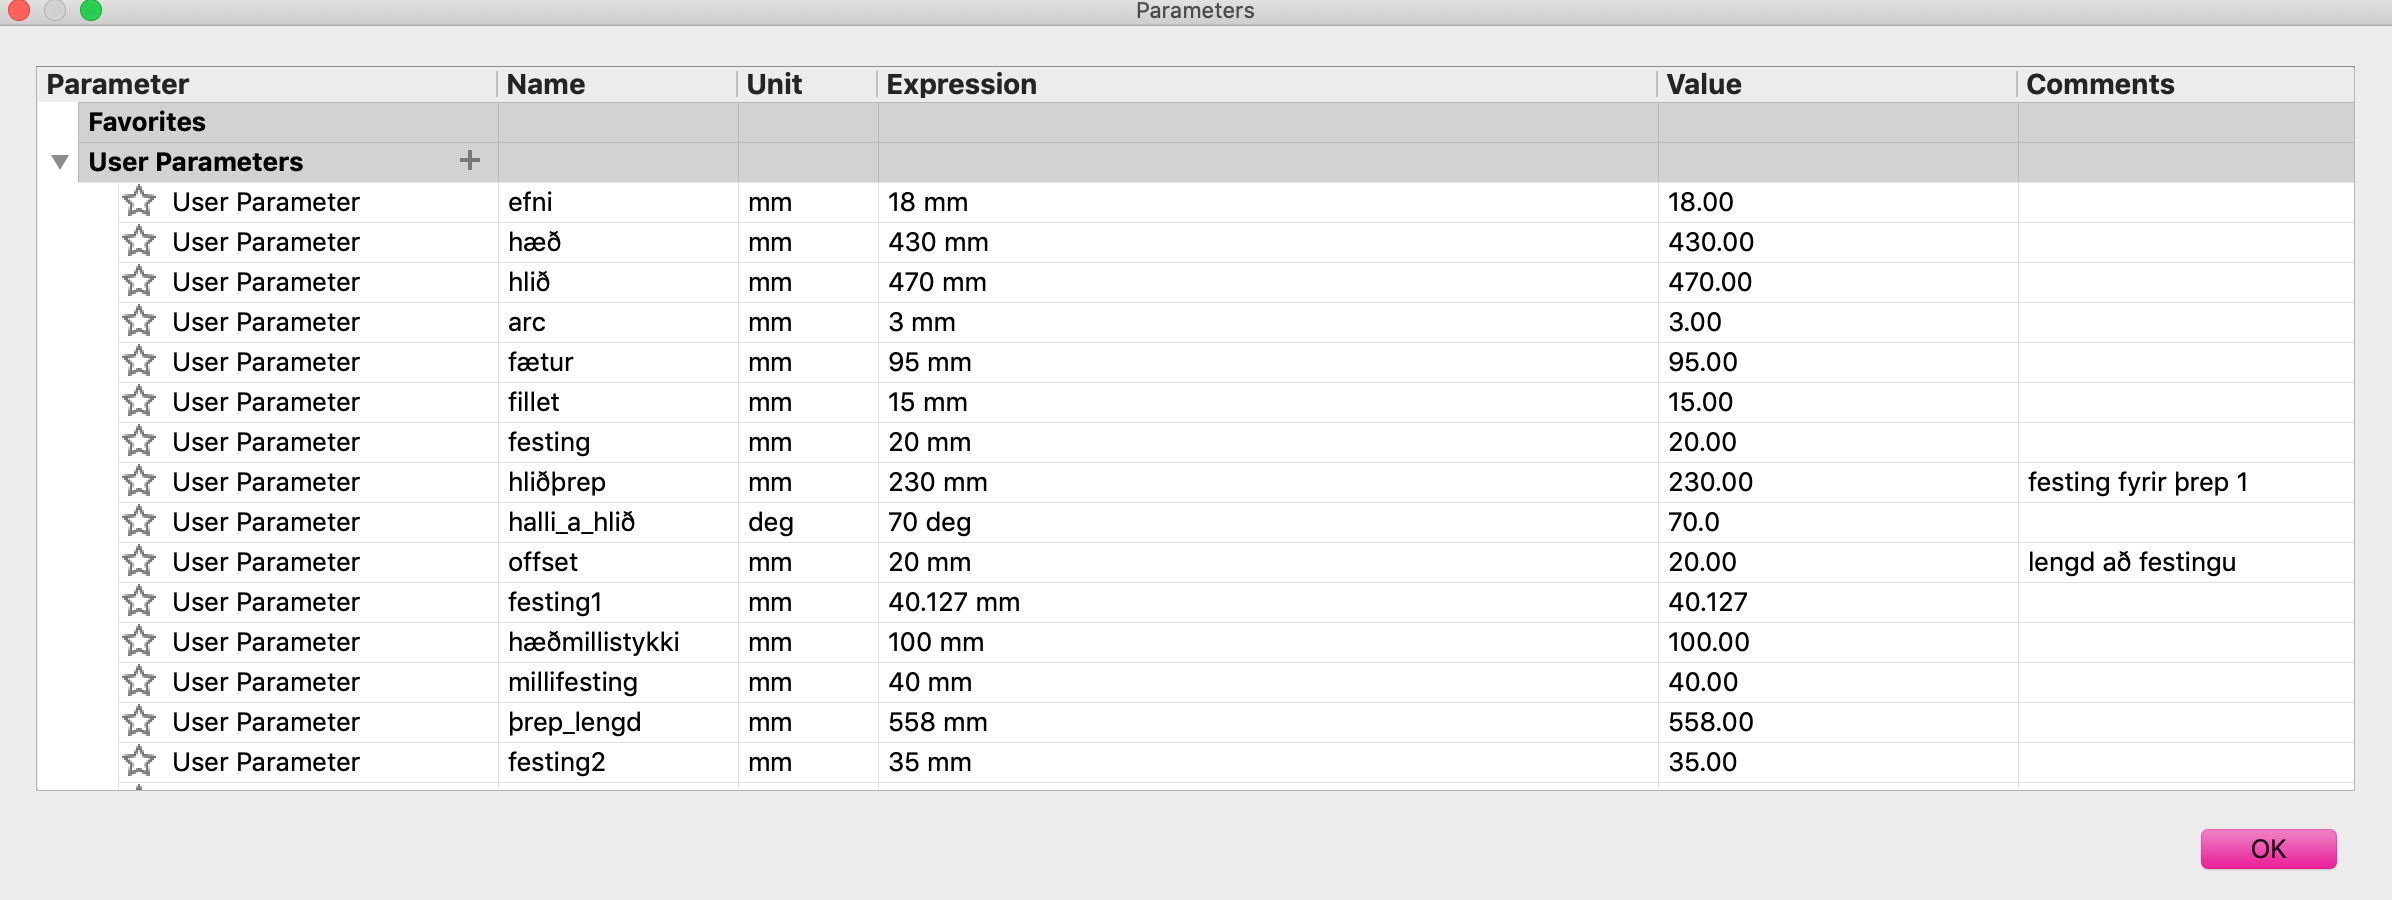 Parameters
Parameter Name Unit Expression Value Comments
Favorites
User Parameters +
User Parameter efni mm 18 mm 18.00
User Parameter hæð mm 430 mm 430.00
User Parameter hlið mm 470 mm 470.00
User Parameter arc mm 3 mm 3.00
User Parameter fætur mm 95 mm 95.00
User Parameter fillet mm 15 mm 15.00
User Parameter festing mm 20 mm 20.00
User Parameter hliðþrep mm 230 mm 230.00 festing fyrir þrep 1
User Parameter halli_a_hlið deg 70 deg 70.0
User Parameter offset mm 20 mm 20.00 lengd að festingu
User Parameter festing1 mm 40.127 mm 40.127
User Parameter hæðmillistykki mm 100 mm 100.00
User Parameter millifesting mm 40 mm 40.00
User Parameter þrep_lengd mm 558 mm 558.00
User Parameter festing2 mm 35 mm 35.00
OK